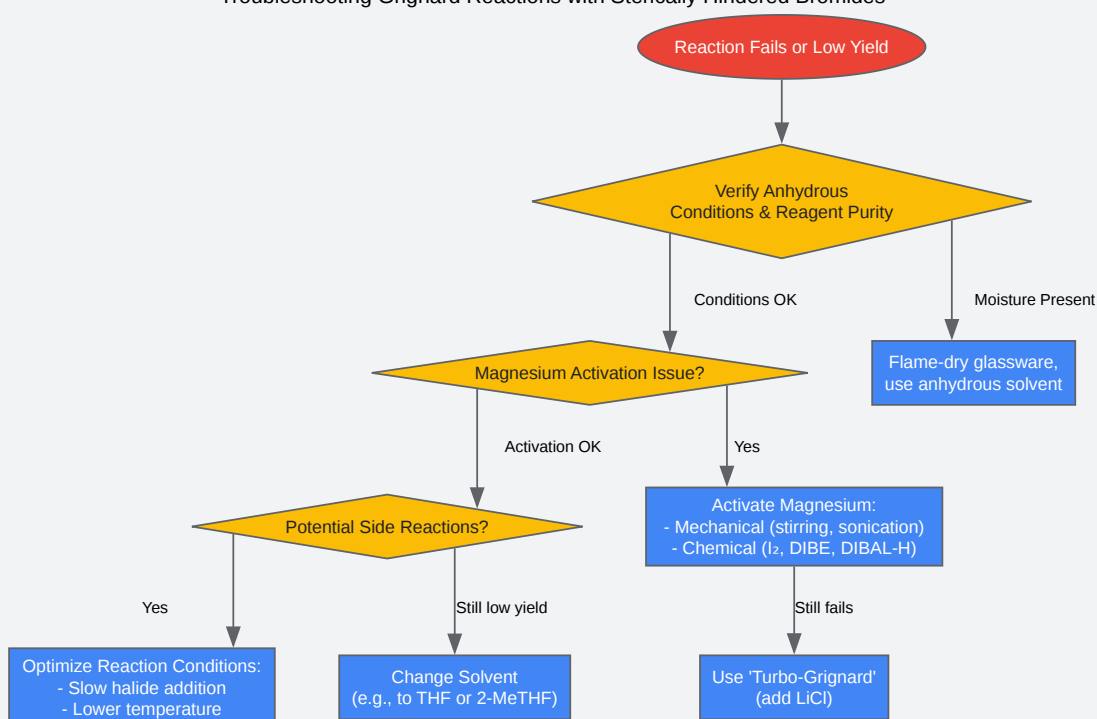 Troubleshooting Grignard Reactions with Sterically Hindered Bromides
Reaction Fails or Low Yield
Verify Anhydrous
Conditions & Reagent Purity
Conditions OK
Moisture Present
Flame-dry glassware,
use anhydrous solvent
Magnesium Activation Issue?
Activation OK
Yes
Activate Magnesium:
- Mechanical (stirring, sonication)
- Chemical (I₂, DIBE, DIBAL-H)
Potential Side Reactions?
Yes
Still low yield
Still fails
Optimize Reaction Conditions:
- Slow halide addition
- Lower temperature
Change Solvent
(e.g., to THF or 2-MeTHF)
Use 'Turbo-Grignard'
(add LiCl)